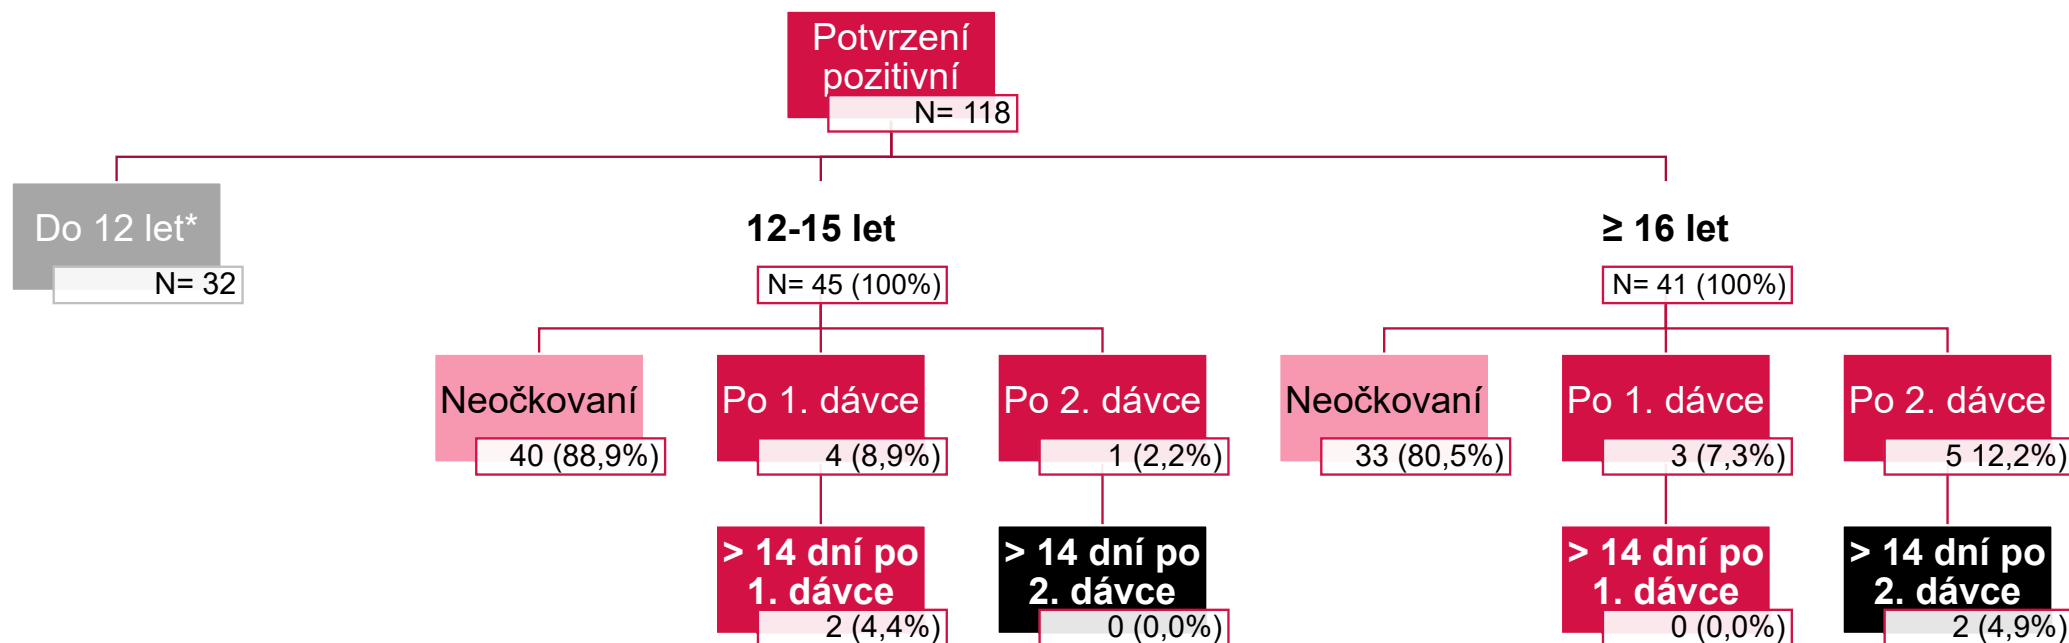 Potvrzení
pozitivní
N= 118
Do 12 let*
N= 32
12-15 let
N= 45 (100%)
≥ 16 let
N= 41 (100%)
Neočkovaní
40 (88,9%)
Po 1. dávce
4 (8,9%)
Po 2. dávce
1 (2,2%)
Neočkovaní
33 (80,5%)
Po 1. dávce
3 (7,3%)
Po 2. dávce
5 12,2%)
> 14 dní po
1. dávce
2 (4,4%)
> 14 dní po
2. dávce
0 (0,0%)
> 14 dní po
1. dávce
0 (0,0%)
> 14 dní po
2. dávce
2 (4,9%)